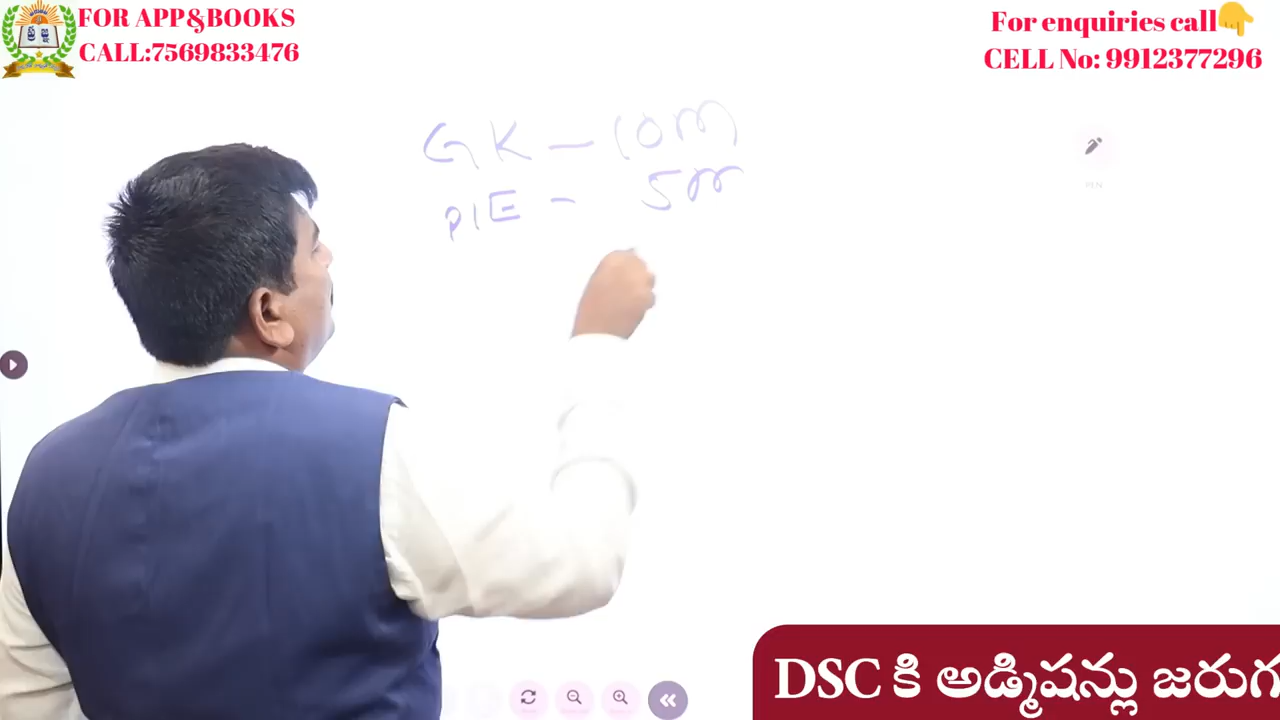 FOR APP&BOOKS
CALL:7569833476
For enquiries call👇
CELL No: 9912377296
GK - 10M
PIE - 5m
PEN
DSC కి అడ్మిషన్లు జరుగ